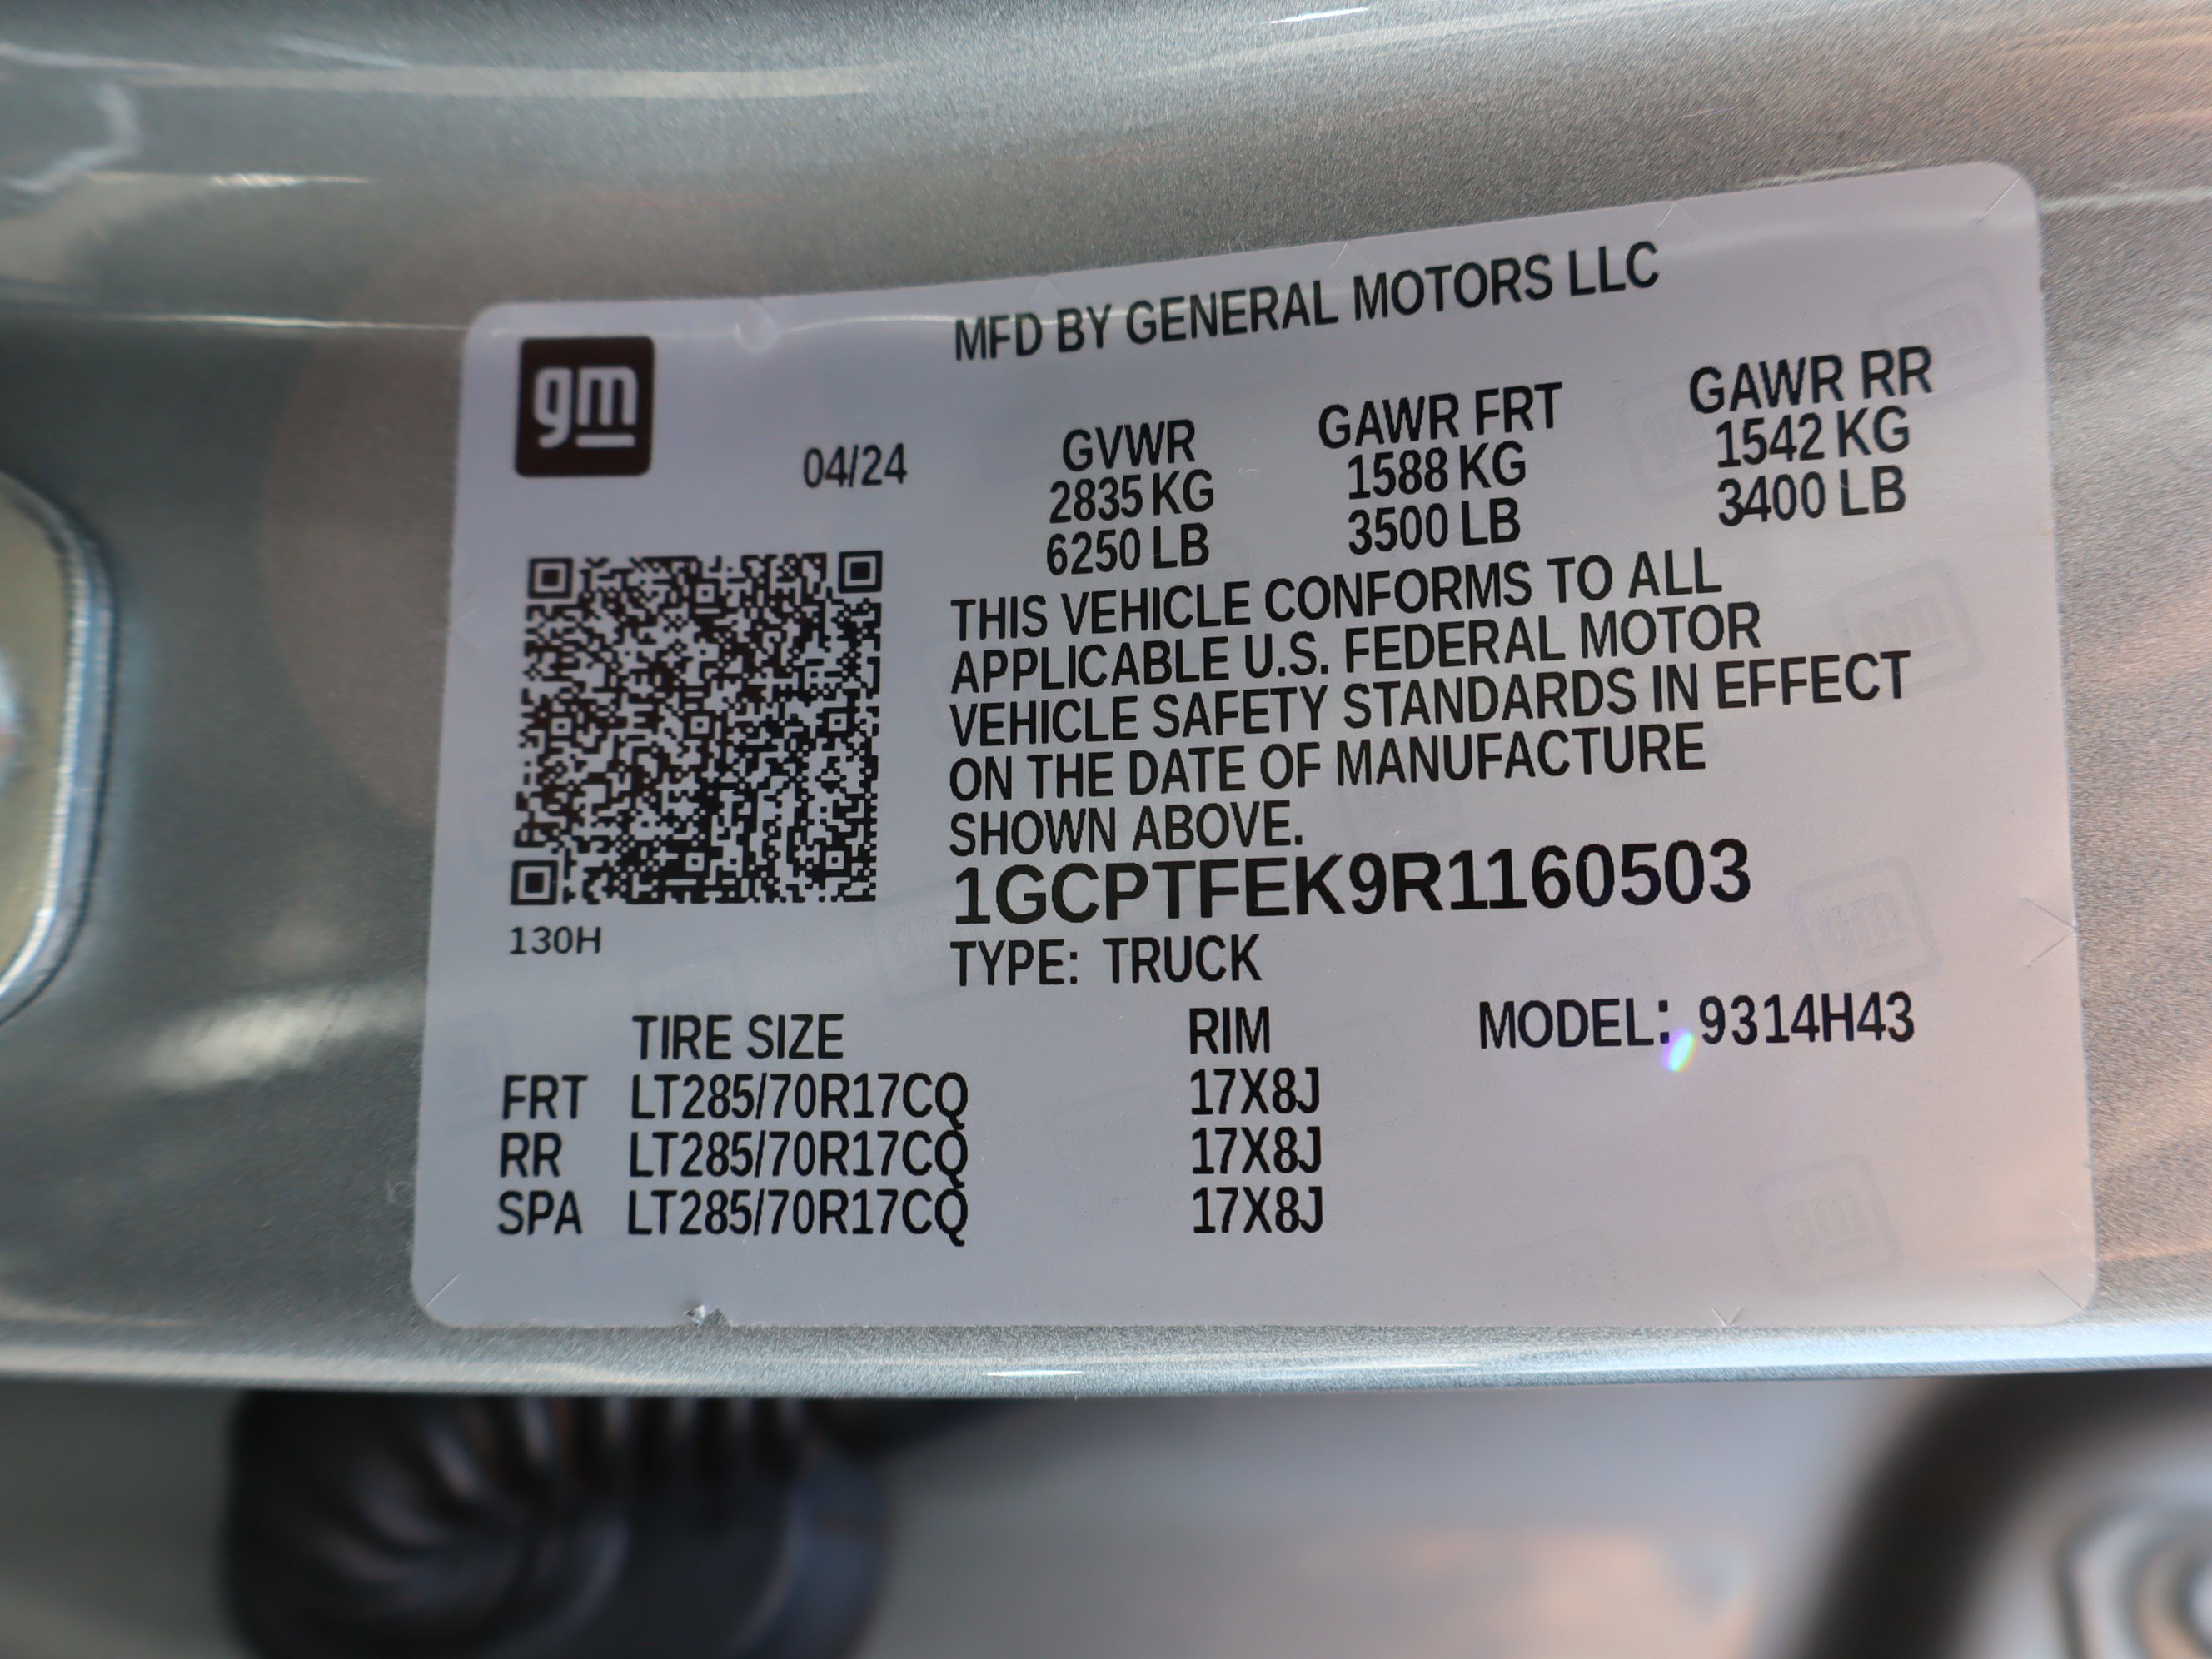 gm
MFD BY GENERAL MOTORS LLC
04/24
GVWR GAWR FRT GAWR RR
2835 KG 1588 KG 1542 KG
6250 LB 3500 LB 3400 LB
THIS VEHICLE CONFORMS TO ALL
APPLICABLE U.S. FEDERAL MOTOR
VEHICLE SAFETY STANDARDS IN EFFECT
ON THE DATE OF MANUFACTURE
SHOWN ABOVE.
1GCPTFEK9R1160503
130H
TYPE: TRUCK
TIRE SIZE RIM MODEL: 9314H43
FRT LT285/70R17CQ 17X8J
RR LT285/70R17CQ 17X8J
SPA LT285/70R17CQ 17X8J